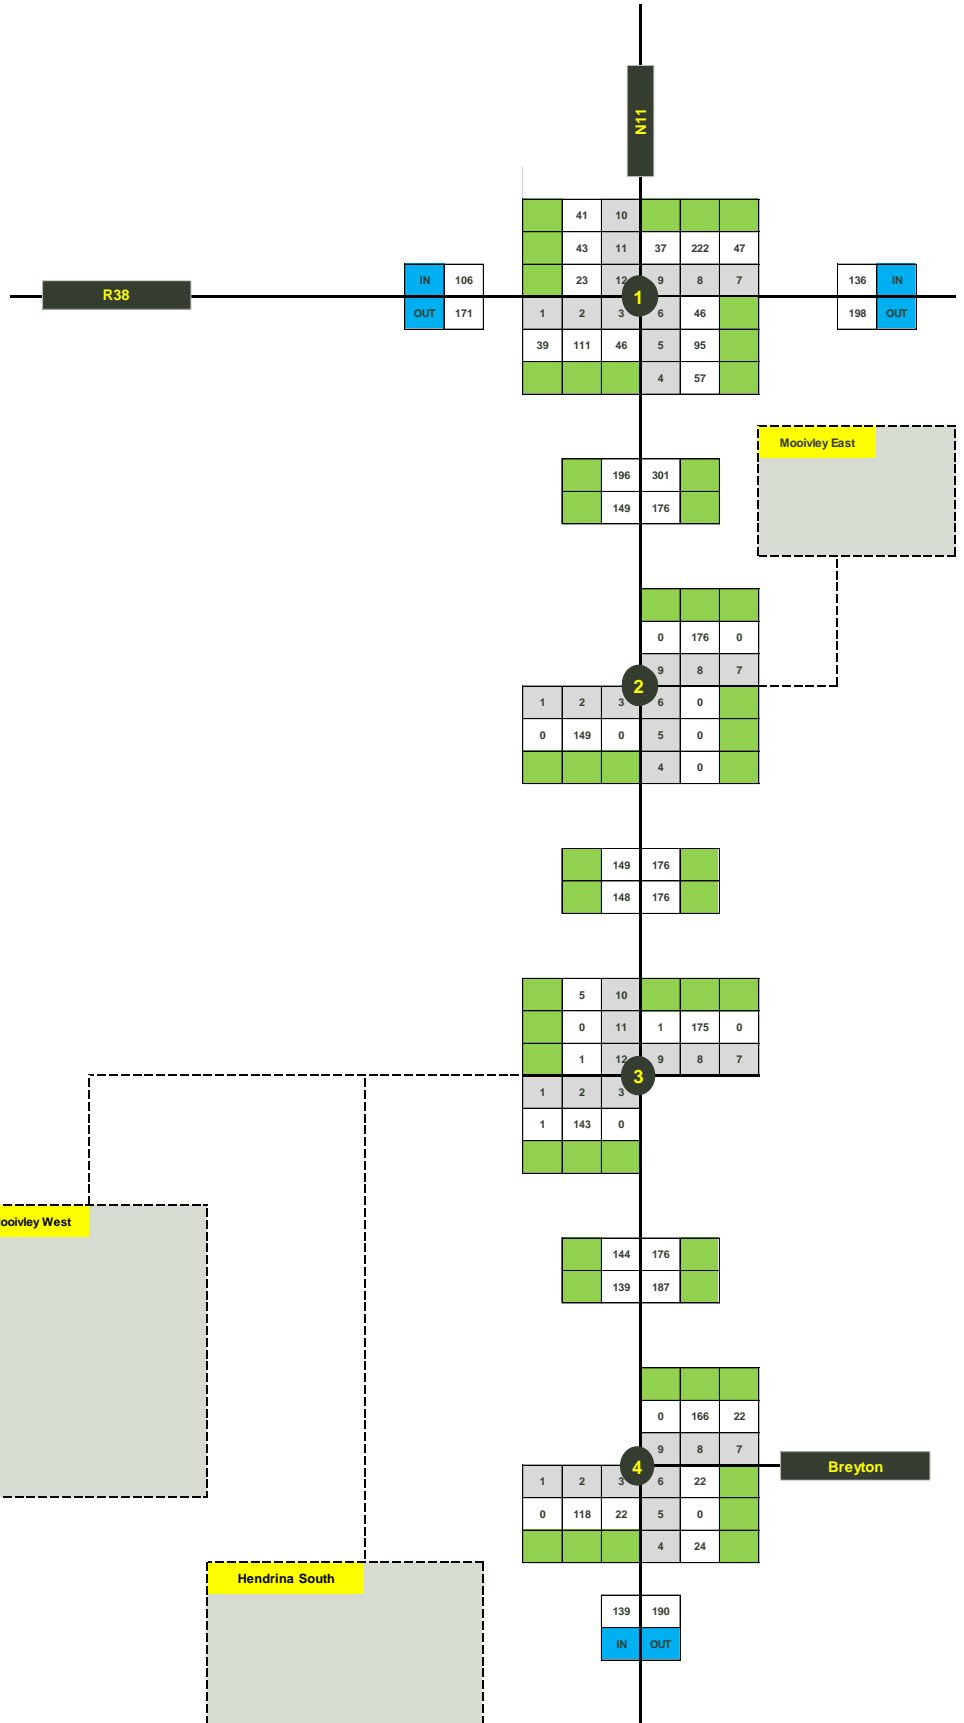 N11
41 10
43 11 37 222 47
IN 106 23 12 9 8 7 136 IN
R38
1
OUT 171 1 2 3 6 46 198 OUT
39 111 46 5 95
4 57
Mooivley East
196 301
149 176
0 176 0
9 8 7
2
1 2 3 6 0
0 149 0 5 0
4 0
149 176
148 176
5 10
0 11 1 175 0
1 12 9 8 7
3
1 2 3
1 143 0
ooivley West
144 176
139 187
0 166 22
9 8 7
4
Breyton
1 2 3 6 22
0 118 22 5 0
4 24
Hendrina South
139 190
IN OUT